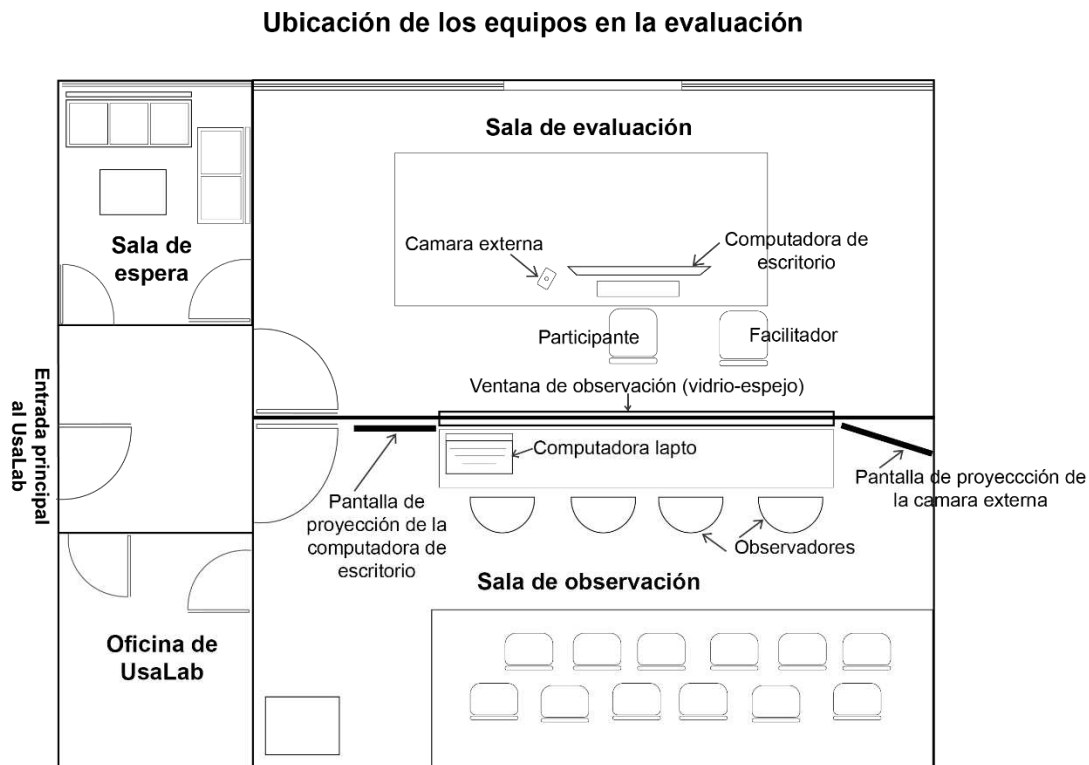 Ubicación de los equipos en la evaluación
Sala de evaluación
Camara externa
Computadora de
escritorio
Sala de
espera
Participante
Facilitador
Ventana de observación (vidrio-espejo)
Entrada principal
al UsaLab
Computadora lapto
Pantalla de
proyección de la
computadora de
escritorio
Pantalla de proyeccción de
la camara externa
Observadores
Sala de observación
Oficina de
UsaLab